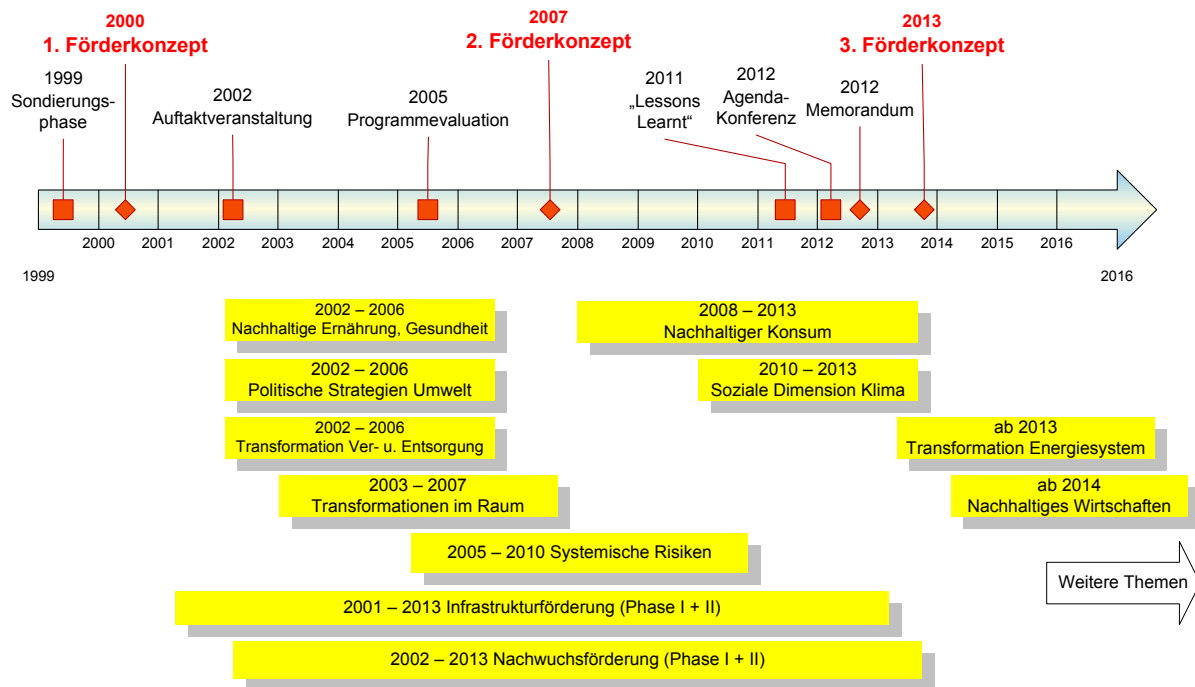 2000
1. Förderkonzept
2007
2. Förderkonzept
2013
3. Förderkonzept
1999
Sondierungs-
phase
2002
Auftaktveranstaltung
2005
Programmevaluation
2011
„Lessons
Learnt“
2012
Agenda-
Konferenz
2012
Memorandum
2000 2001 2002 2003 2004 2005 2006 2007 2008 2009 2010 2011 2012 2013 2014 2015 2016
1999 2016
2002 – 2006
Nachhaltige Ernährung, Gesundheit
2008 – 2013
Nachhaltiger Konsum
2002 – 2006
Politische Strategien Umwelt
2010 – 2013
Soziale Dimension Klima
2002 – 2006
Transformation Ver- u. Entsorgung
ab 2013
Transformation Energiesystem
2003 – 2007
Transformationen im Raum
ab 2014
Nachhaltiges Wirtschaften
2005 – 2010 Systemische Risiken
Weitere Themen
2001 – 2013 Infrastrukturförderung (Phase I + II)
2002 – 2013 Nachwuchsförderung (Phase I + II)